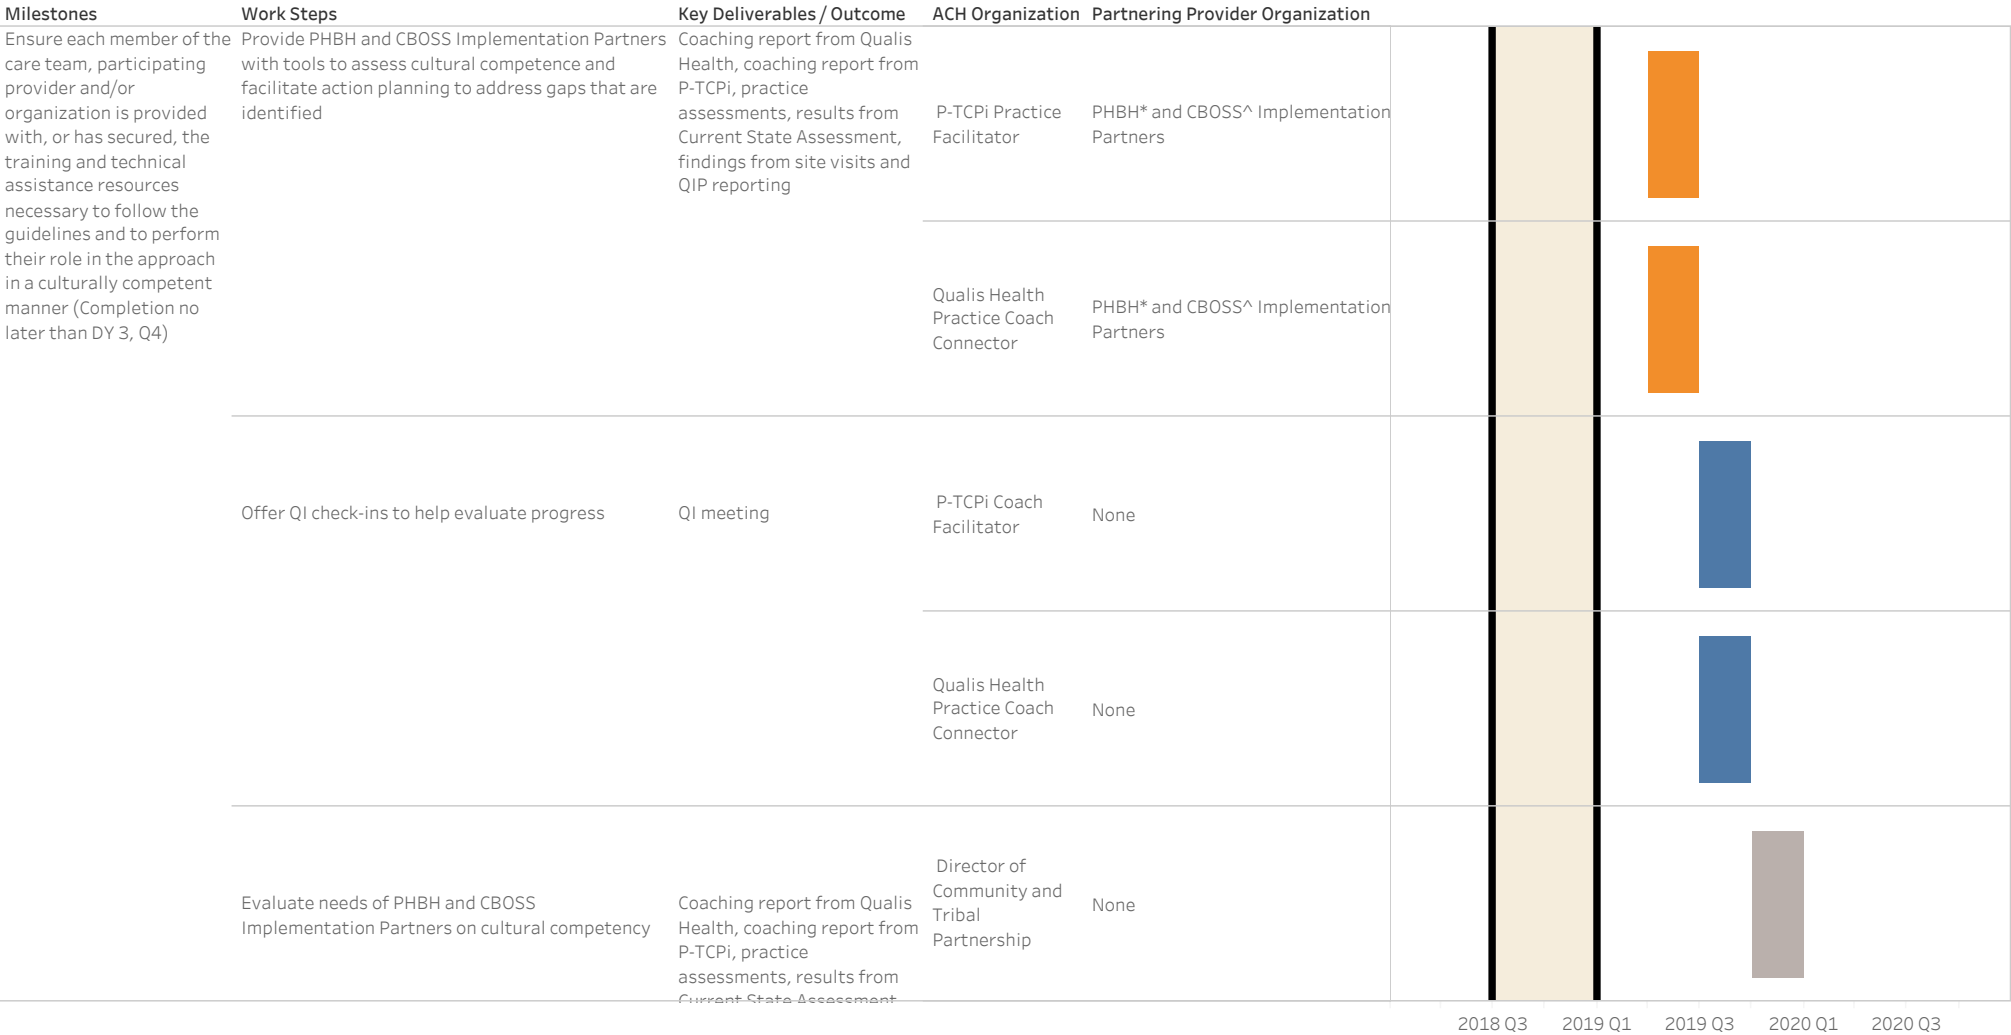 Milestones
Work Steps
Key Deliverables / Outcome
ACH Organization
Partnering Provider Organization
Ensure each member of the
care team, participating
provider and/or
organization is provided
with, or has secured, the
training and technical
assistance resources
necessary to follow the
guidelines and to perform
their role in the approach
in a culturally competent
manner (Completion no
later than DY 3, Q4)
Provide PHBH and CBOSS Implementation Partners
with tools to assess cultural competence and
facilitate action planning to address gaps that are
identified
Coaching report from Qualis
Health, coaching report from
P-TCPi, practice
assessments, results from
Current State Assessment,
findings from site visits and
QIP reporting
P-TCPi Practice
Facilitator
PHBH* and CBOSS^ Implementation
Partners
Qualis Health
Practice Coach
Connector
PHBH* and CBOSS^ Implementation
Partners
Offer QI check-ins to help evaluate progress
QI meeting
P-TCPi Coach
Facilitator
None
Qualis Health
Practice Coach
Connector
None
Evaluate needs of PHBH and CBOSS
Implementation Partners on cultural competency
Coaching report from Qualis
Health, coaching report from
P-TCPi, practice
assessments, results from
Current State Assessment
Director of
Community and
Tribal
Partnership
None
2018 Q3
2019 Q1
2019 Q3
2020 Q1
2020 Q3